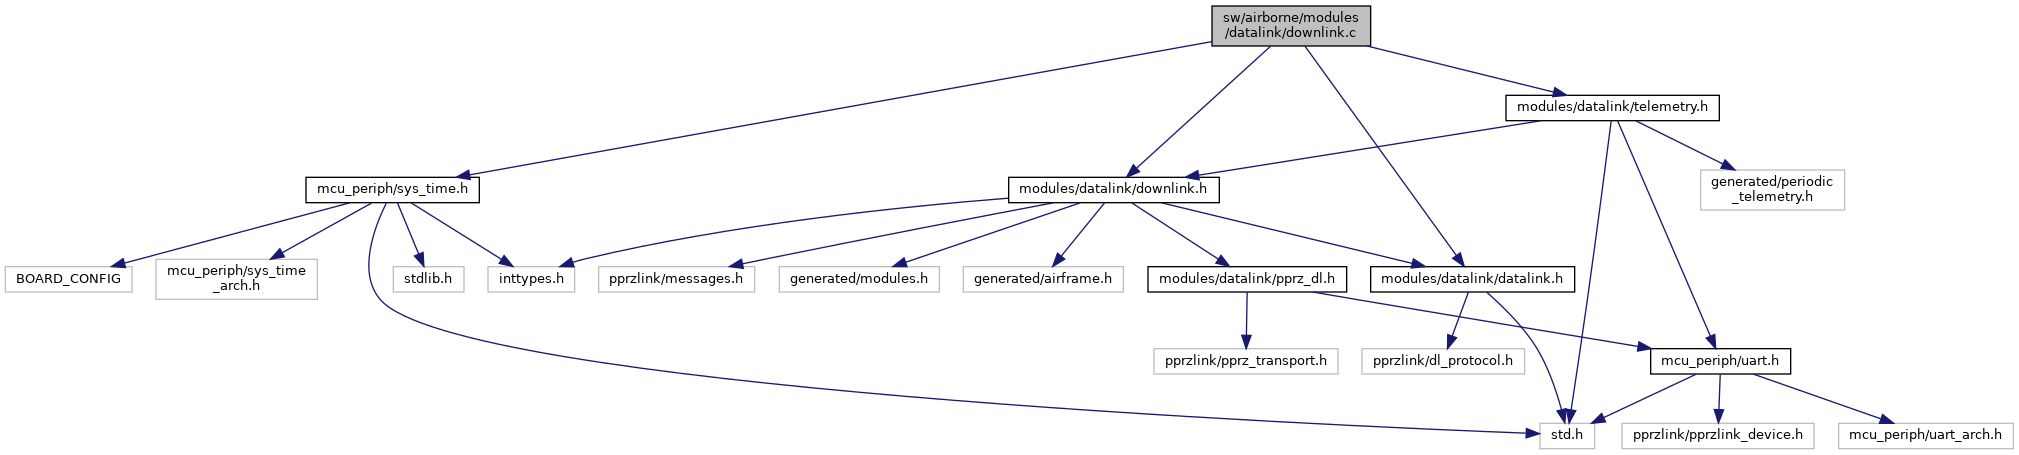 sw/airborne/modules
/datalink/downlink.c
modules/datalink/telemetry.h
mcu_periph/sys_time.h
modules/datalink/downlink.h
generated/periodic
_telemetry.h
BOARD_CONFIG
mcu_periph/sys_time
_arch.h
stdlib.h
inttypes.h
pprzlink/messages.h
generated/modules.h
generated/airframe.h
modules/datalink/pprz_dl.h
modules/datalink/datalink.h
pprzlink/pprz_transport.h
pprzlink/dl_protocol.h
mcu_periph/uart.h
std.h
pprzlink/pprzlink_device.h
mcu_periph/uart_arch.h